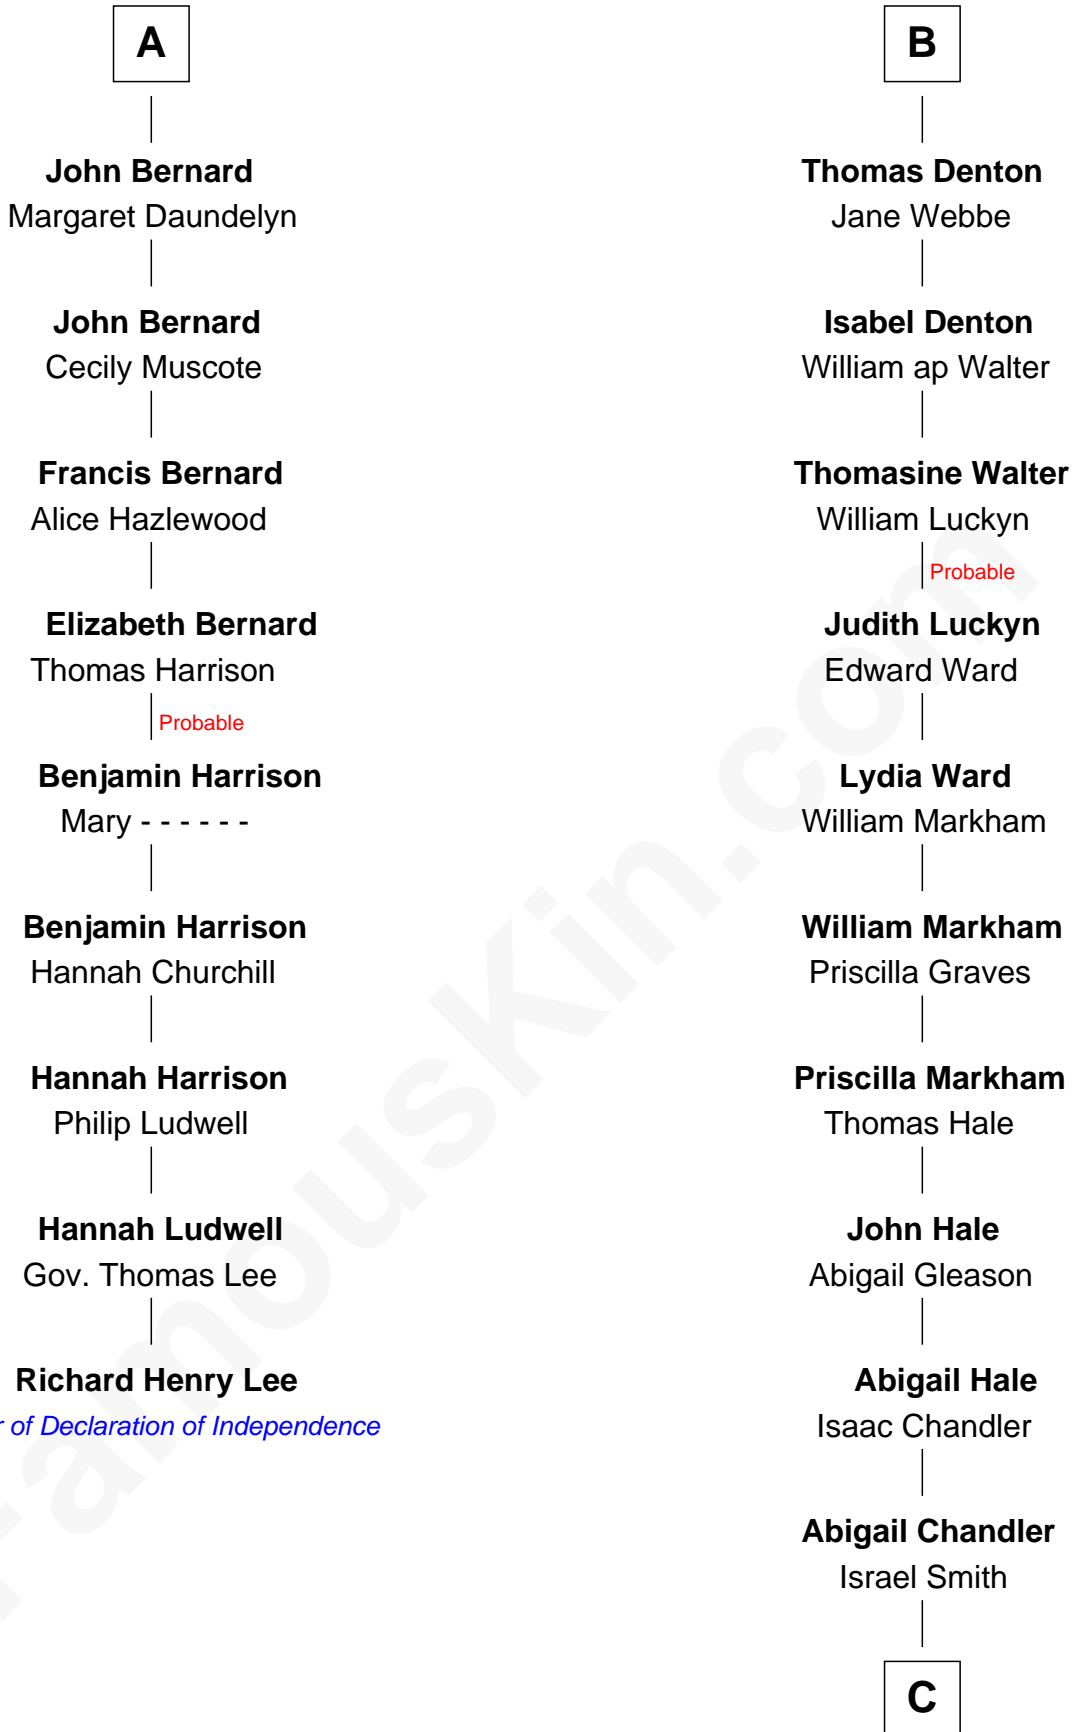 A
John Bernard
Margaret Daundelyn
John Bernard
Cecily Muscote
Francis Bernard
Alice Hazlewood
Elizabeth Bernard
Thomas Harrison
Probable
Benjamin Harrison
Mary - - - - - -
Benjamin Harrison
Hannah Churchill
Hannah Harrison
Philip Ludwell
Hannah Ludwell
Gov. Thomas Lee
Richard Henry Lee
of Declaration of Independence
B
Thomas Denton
Jane Webbe
Isabel Denton
William ap Walter
Thomasine Walter
William Luckyn
Probable
Judith Luckyn
Edward Ward
Lydia Ward
William Markham
William Markham
Priscilla Graves
Priscilla Markham
Thomas Hale
John Hale
Abigail Gleason
Abigail Hale
Isaac Chandler
Abigail Chandler
Israel Smith
C
FamousKin.com